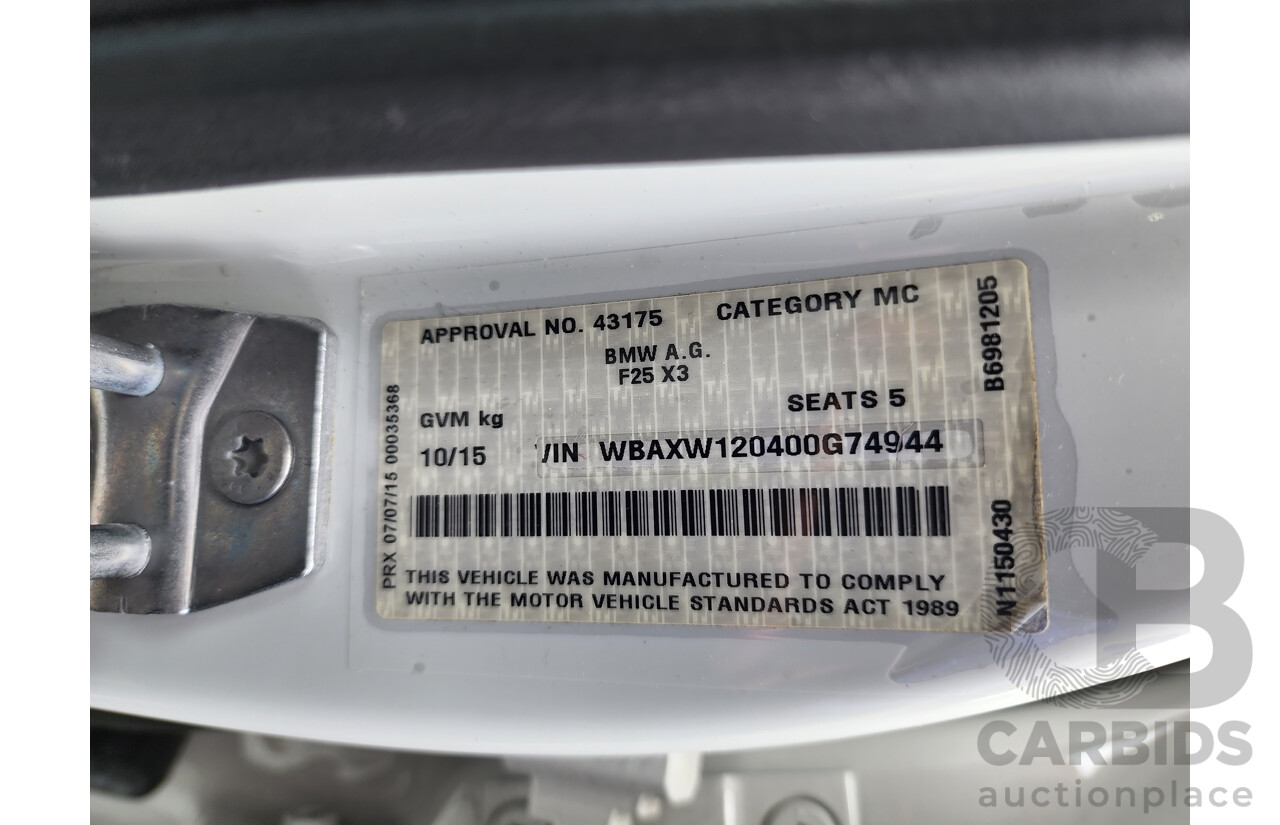 APPROVAL NO. 43175 CATEGORY MC
BMW A.G.
F25 X3
GVM kg SEATS 5
10/15 VIN WBAXW120400G74944
THIS VEHICLE WAS MANUFACTURED TO COMPLY
WITH THE MOTOR VEHICLE STANDARDS ACT 1989
PRX 07/07/15 00035368
B6981205
N1150430
B
CARBIDS
auctionplace